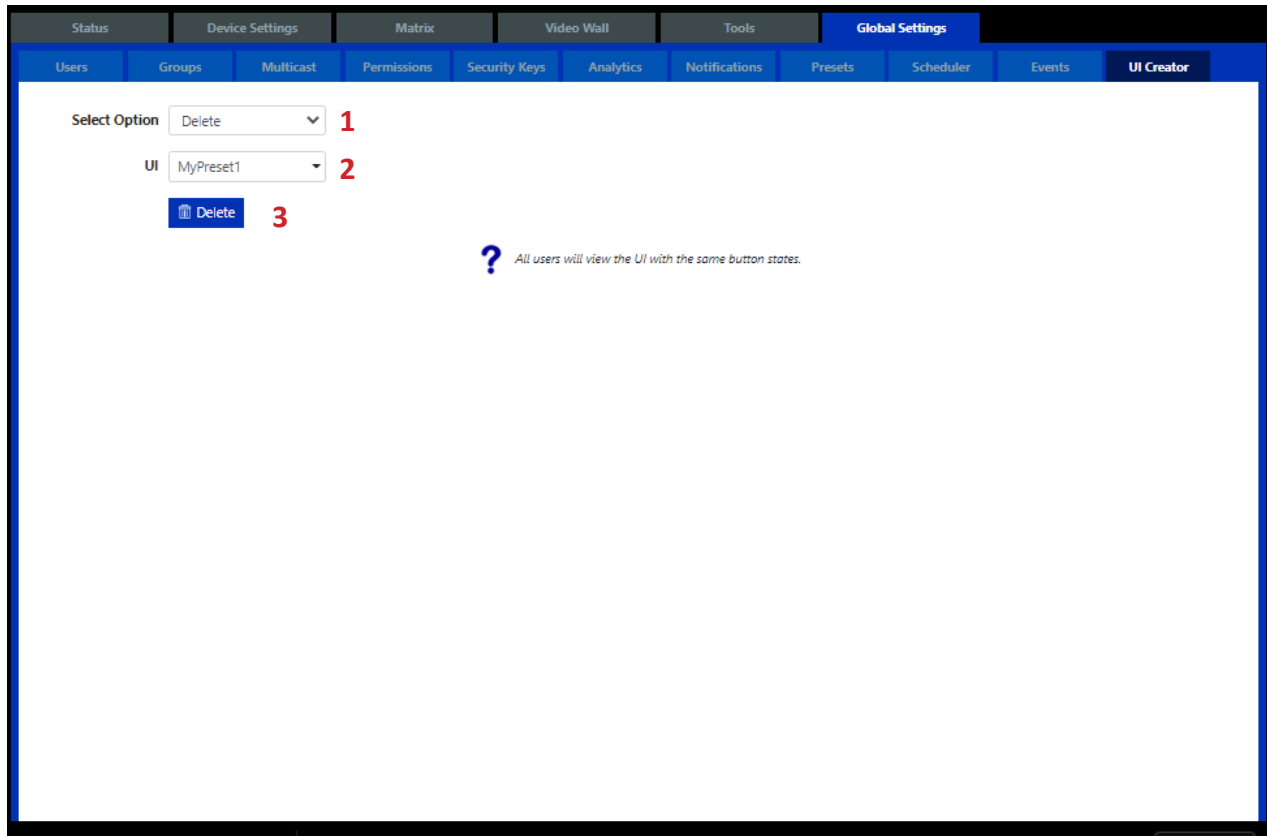 Status Device Settings Matrix Video Wall Tools Global Settings
Users Groups Multicast Permissions Security Keys Analytics Notifications Presets Scheduler Events UI Creator
Select Option Delete 1
UI MyPreset1 2
Delete 3
? All users will view the UI with the same button states.